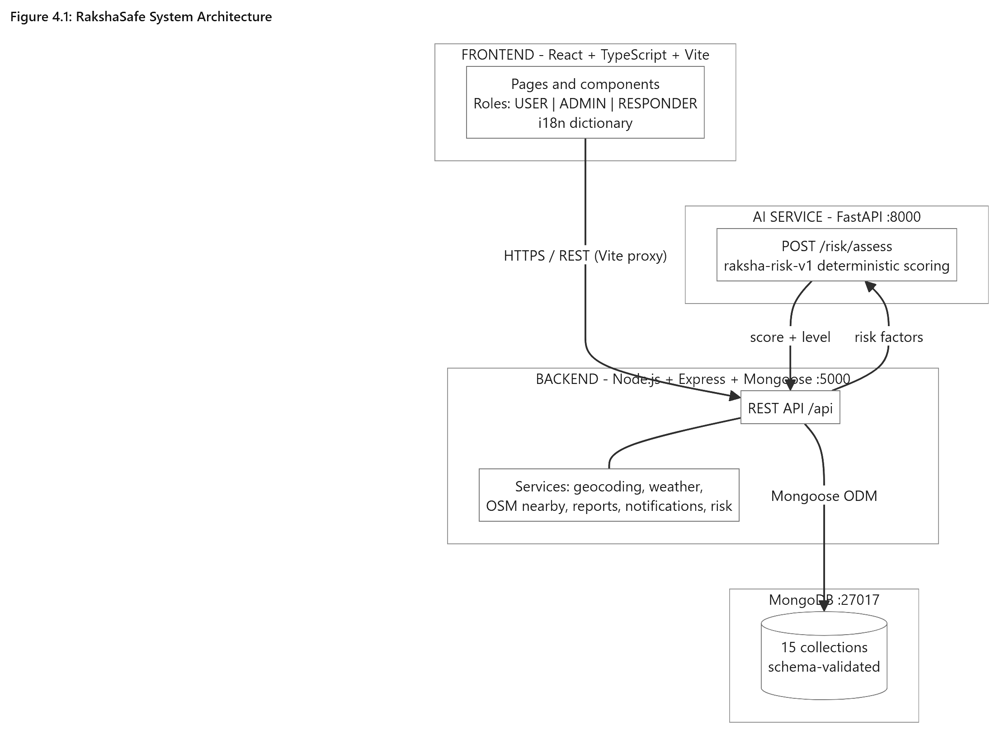 Figure 4.1: RakshaSafe System Architecture
FRONTEND - React + TypeScript + Vite
Pages and components
Roles: USER | ADMIN | RESPONDER
i18n dictionary
HTTPS / REST (Vite proxy)
AI SERVICE - FastAPI :8000
POST /risk/assess
raksha-risk-v1 deterministic scoring
score + level
risk factors
BACKEND - Node.js + Express + Mongoose :5000
REST API /api
Services: geocoding, weather,
OSM nearby, reports, notifications, risk
Mongoose ODM
MongoDB :27017
15 collections
schema-validated